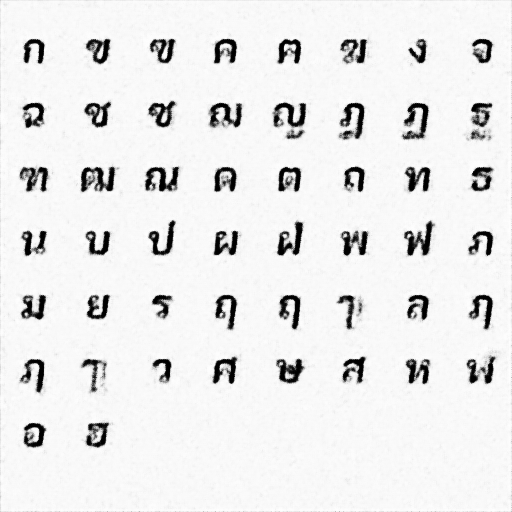 ก ข ฃ ค ฅ ฆ ง จ
ฉ ช ซ ฌ ญ ฎ ฏ ฐ
ฑ ฒ ณ ด ต ถ ท ธ
น บ ป ผ ฝ พ ฟ ภ
ม ย ร ฤ ฤ ๅ ล ฦ
ฦ ๅ ว ศ ษ ส ห ฬ
อ ฮ